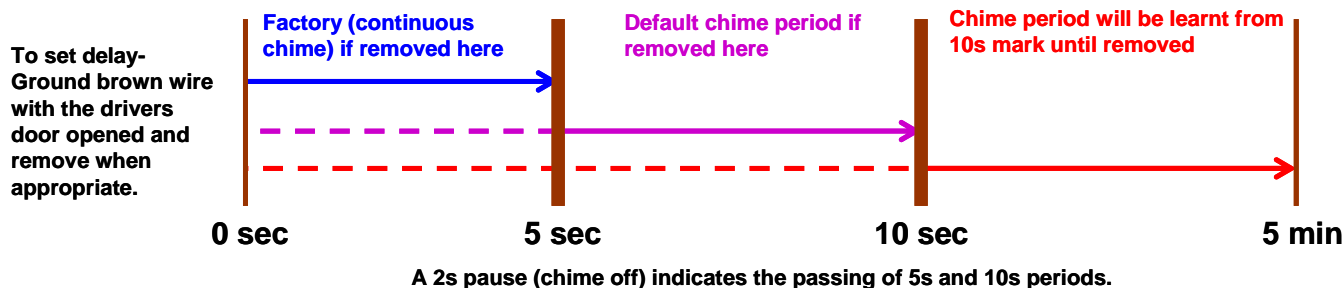 To set delay-
Ground brown wire
with the drivers
door opened and
remove when
appropriate.
Factory (continuous
chime) if removed here
Default chime period if
removed here
Chime period will be learnt from
10s mark until removed
0 sec
5 sec
10 sec
5 min
A 2s pause (chime off) indicates the passing of 5s and 10s periods.